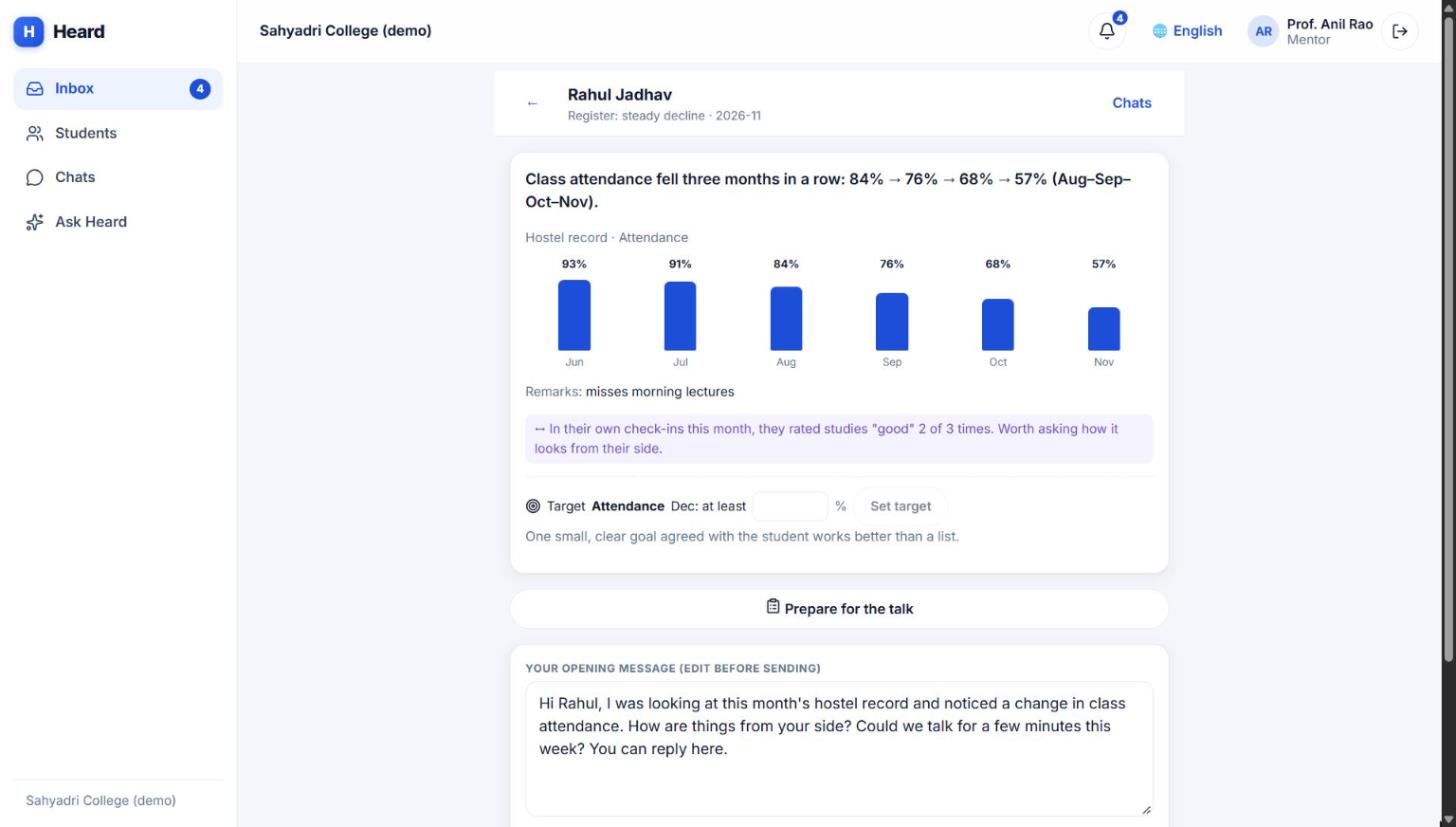 H Heard
Sahyadri College (demo)
4
English
AR
Prof. Anil Rao
Mentor
Inbox 4
Students
Chats
Ask Heard
Sahyadri College (demo)
← Rahul Jadhav
Register: steady decline · 2026-11
Chats
Class attendance fell three months in a row: 84% → 76% → 68% → 57% (Aug–Sep–
Oct–Nov).
Hostel record · Attendance
93% 91% 84% 76% 68% 57%
Jun Jul Aug Sep Oct Nov
Remarks: misses morning lectures
↔ In their own check-ins this month, they rated studies "good" 2 of 3 times. Worth asking how it
looks from their side.
Target Attendance Dec: at least % Set target
One small, clear goal agreed with the student works better than a list.
Prepare for the talk
YOUR OPENING MESSAGE (EDIT BEFORE SENDING)
Hi Rahul, I was looking at this month's hostel record and noticed a change in class
attendance. How are things from your side? Could we talk for a few minutes this
week? You can reply here.